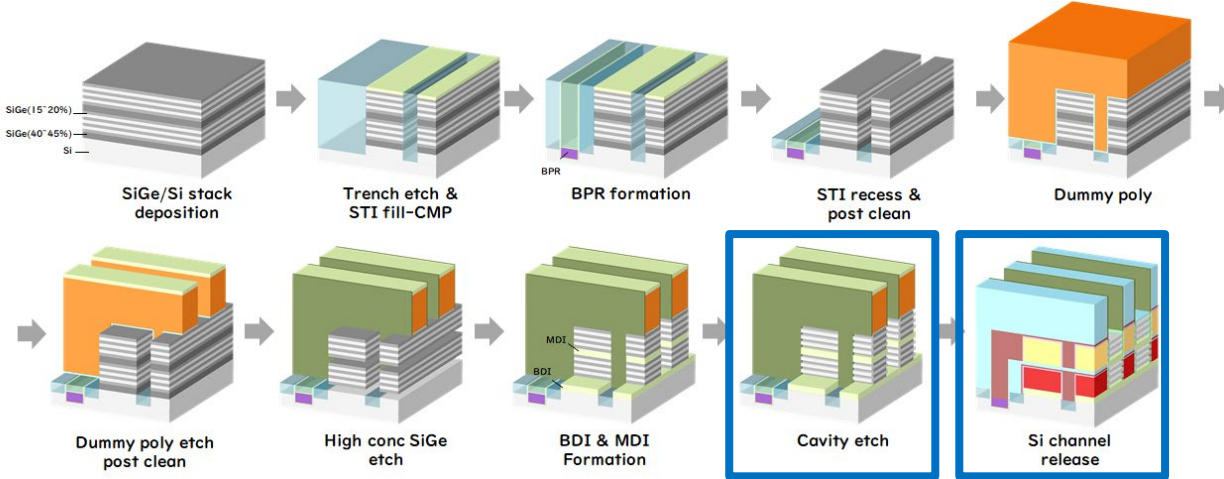 SiGe(15~20%)
SiGe(40~45%)
Si
SiGe/Si stack
deposition
Trench etch &
STI fill-CMP
BPR
BPR formation
STI recess &
post clean
Dummy poly
Dummy poly etch
post clean
High conc SiGe
etch
MDI
BDI
BDI & MDI
Formation
Cavity etch
Si channel
release